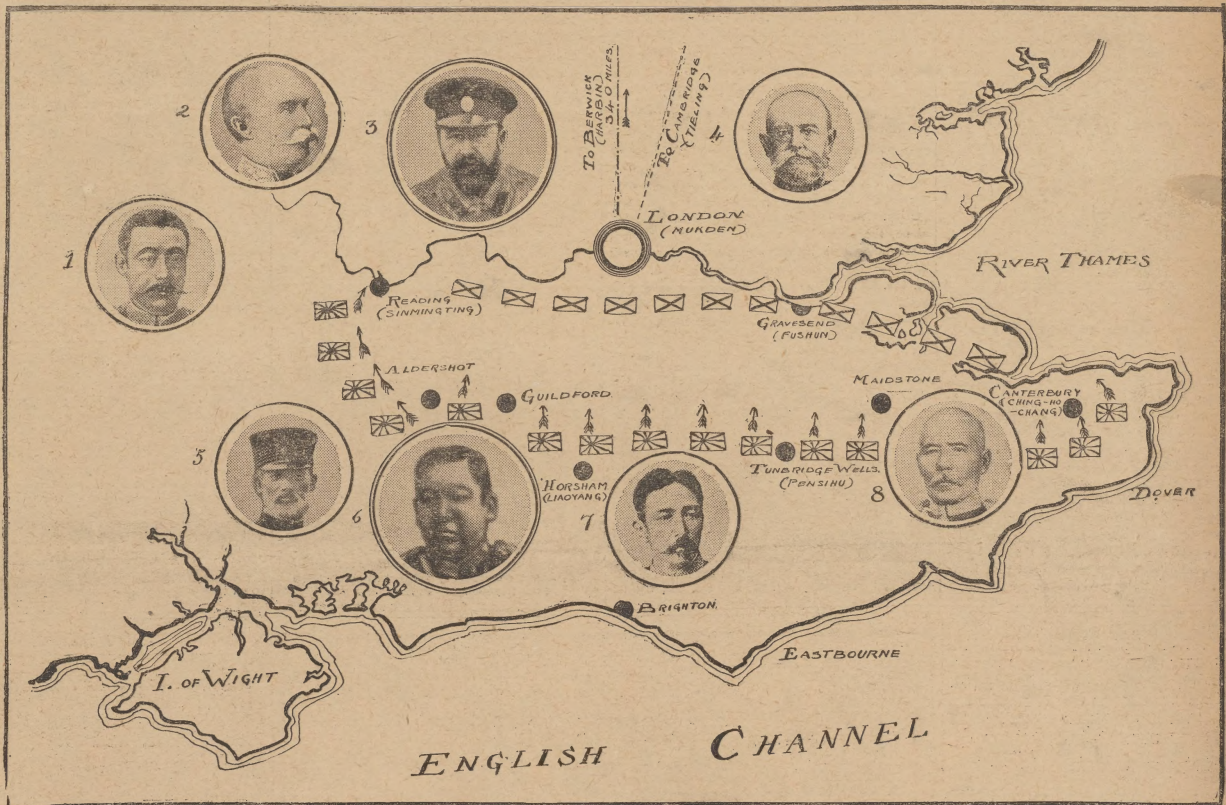 2
3
TO BERWICK
(HARBIN)
340 MILES.
TO CAMBRIDGE
(TIELING)
4
LONDON
(MUKDEN)
1
RIVER THAMES
READING
(SINMINGTING)
GRAVESEND
(FUSHUN)
ALDERSHOT
GUILDFORD.
MAIDSTONE
CANTERBURY
(CHING-HO
-CHANG)
5
6
HORSHAM
(LIAOYANG)
7
TUNBRIDGE WELLS.
(PENSIHU)
8
DOVER
BRIGHTON.
EASTBOURNE
I. OF WIGHT
ENGLISH CHANNEL